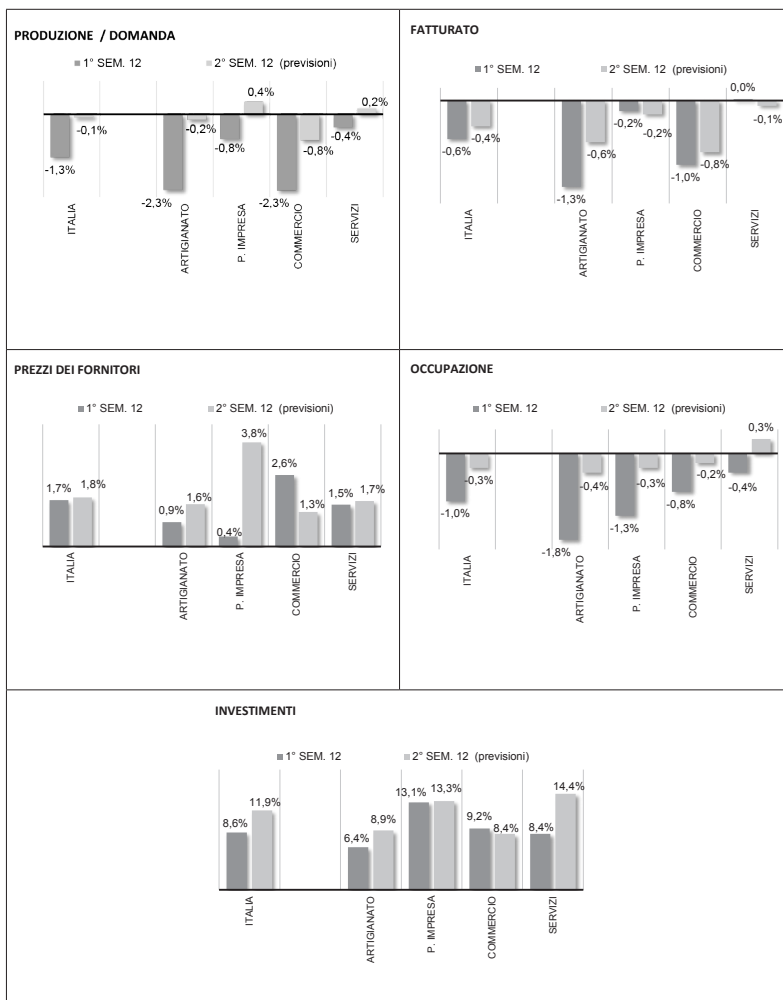 PRODUZIONE / DOMANDA
1° SEM. 12 2° SEM. 12 (previsioni)
-1,3% -0,1% -2,3% -0,2% -0,8% 0,4% -2,3% -0,8% -0,4% 0,2%
ITALIA ARTIGIANATO P. IMPRESA COMMERCIO SERVIZI
FATTURATO
1° SEM. 12 2° SEM. 12 (previsioni)
-0,6% -0,4% -1,3% -0,6% -0,2% -0,2% -1,0% -0,8% 0,0% -0,1%
ITALIA ARTIGIANATO P. IMPRESA COMMERCIO SERVIZI
PREZZI DEI FORNITORI
1° SEM. 12 2° SEM. 12 (previsioni)
1,7% 1,8% 0,9% 1,6% 0,4% 3,8% 2,6% 1,3% 1,5% 1,7%
ITALIA ARTIGIANATO P. IMPRESA COMMERCIO SERVIZI
OCCUPAZIONE
1° SEM. 12 2° SEM. 12 (previsioni)
-1,0% -0,3% -1,8% -0,4% -1,3% -0,3% -0,8% -0,2% -0,4% 0,3%
ITALIA ARTIGIANATO P. IMPRESA COMMERCIO SERVIZI
INVESTIMENTI
1° SEM. 12 2° SEM. 12 (previsioni)
8,6% 11,9% 6,4% 8,9% 13,1% 13,3% 9,2% 8,4% 8,4% 14,4%
ITALIA ARTIGIANATO P. IMPRESA COMMERCIO SERVIZI